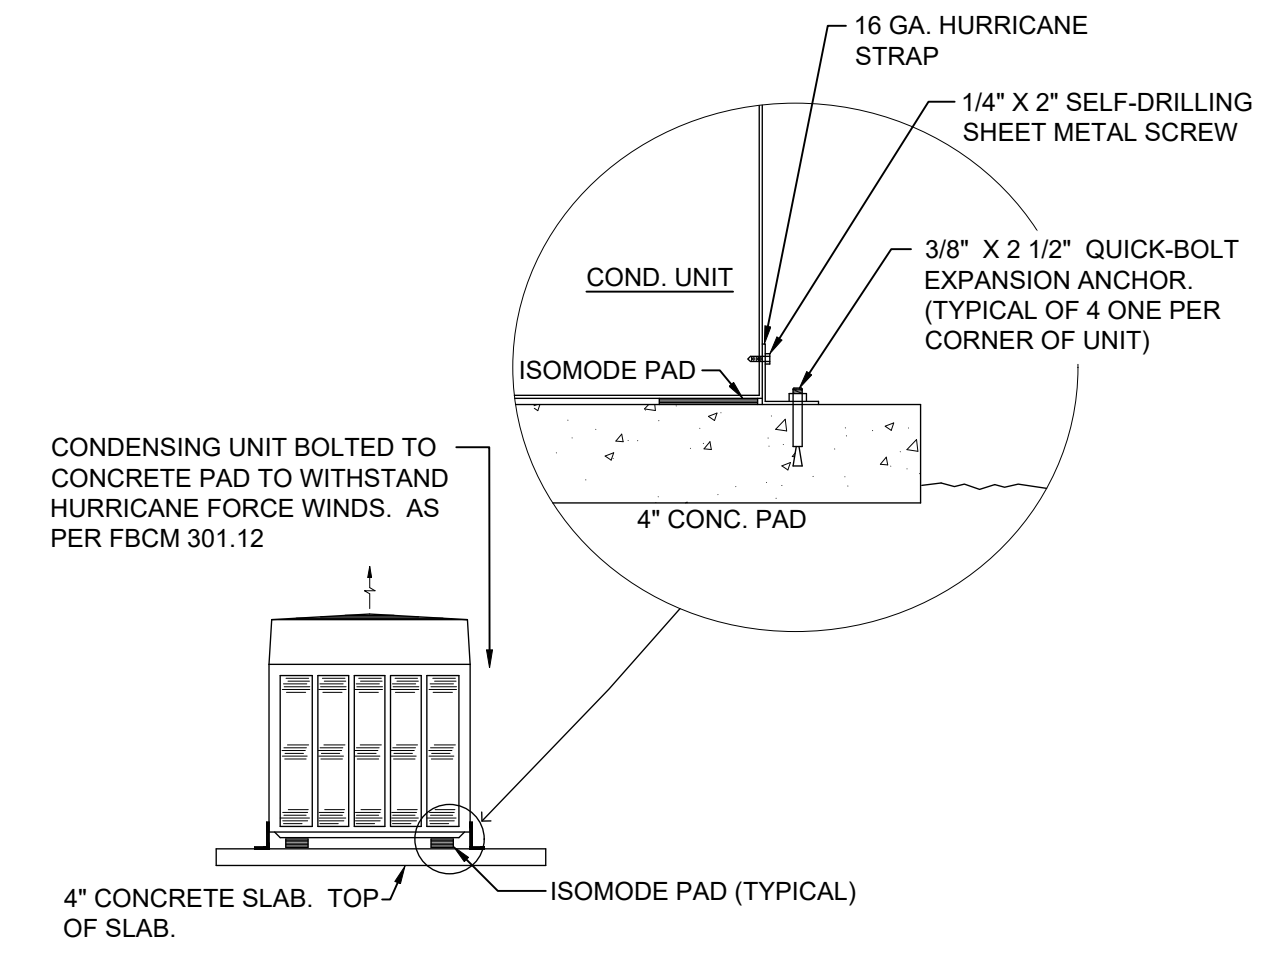 16 GA. HURRICANE
STRAP
1/4" X 2" SELF-DRILLING
SHEET METAL SCREW
3/8" X 2 1/2" QUICK-BOLT
EXPANSION ANCHOR.
(TYPICAL OF 4 ONE PER
CORNER OF UNIT)
COND. UNIT
ISOMODE PAD
4" CONC. PAD
CONDENSING UNIT BOLTED TO
CONCRETE PAD TO WITHSTAND
HURRICANE FORCE WINDS. AS
PER FBCM 301.12
4" CONCRETE SLAB. TOP
OF SLAB.
ISOMODE PAD (TYPICAL)